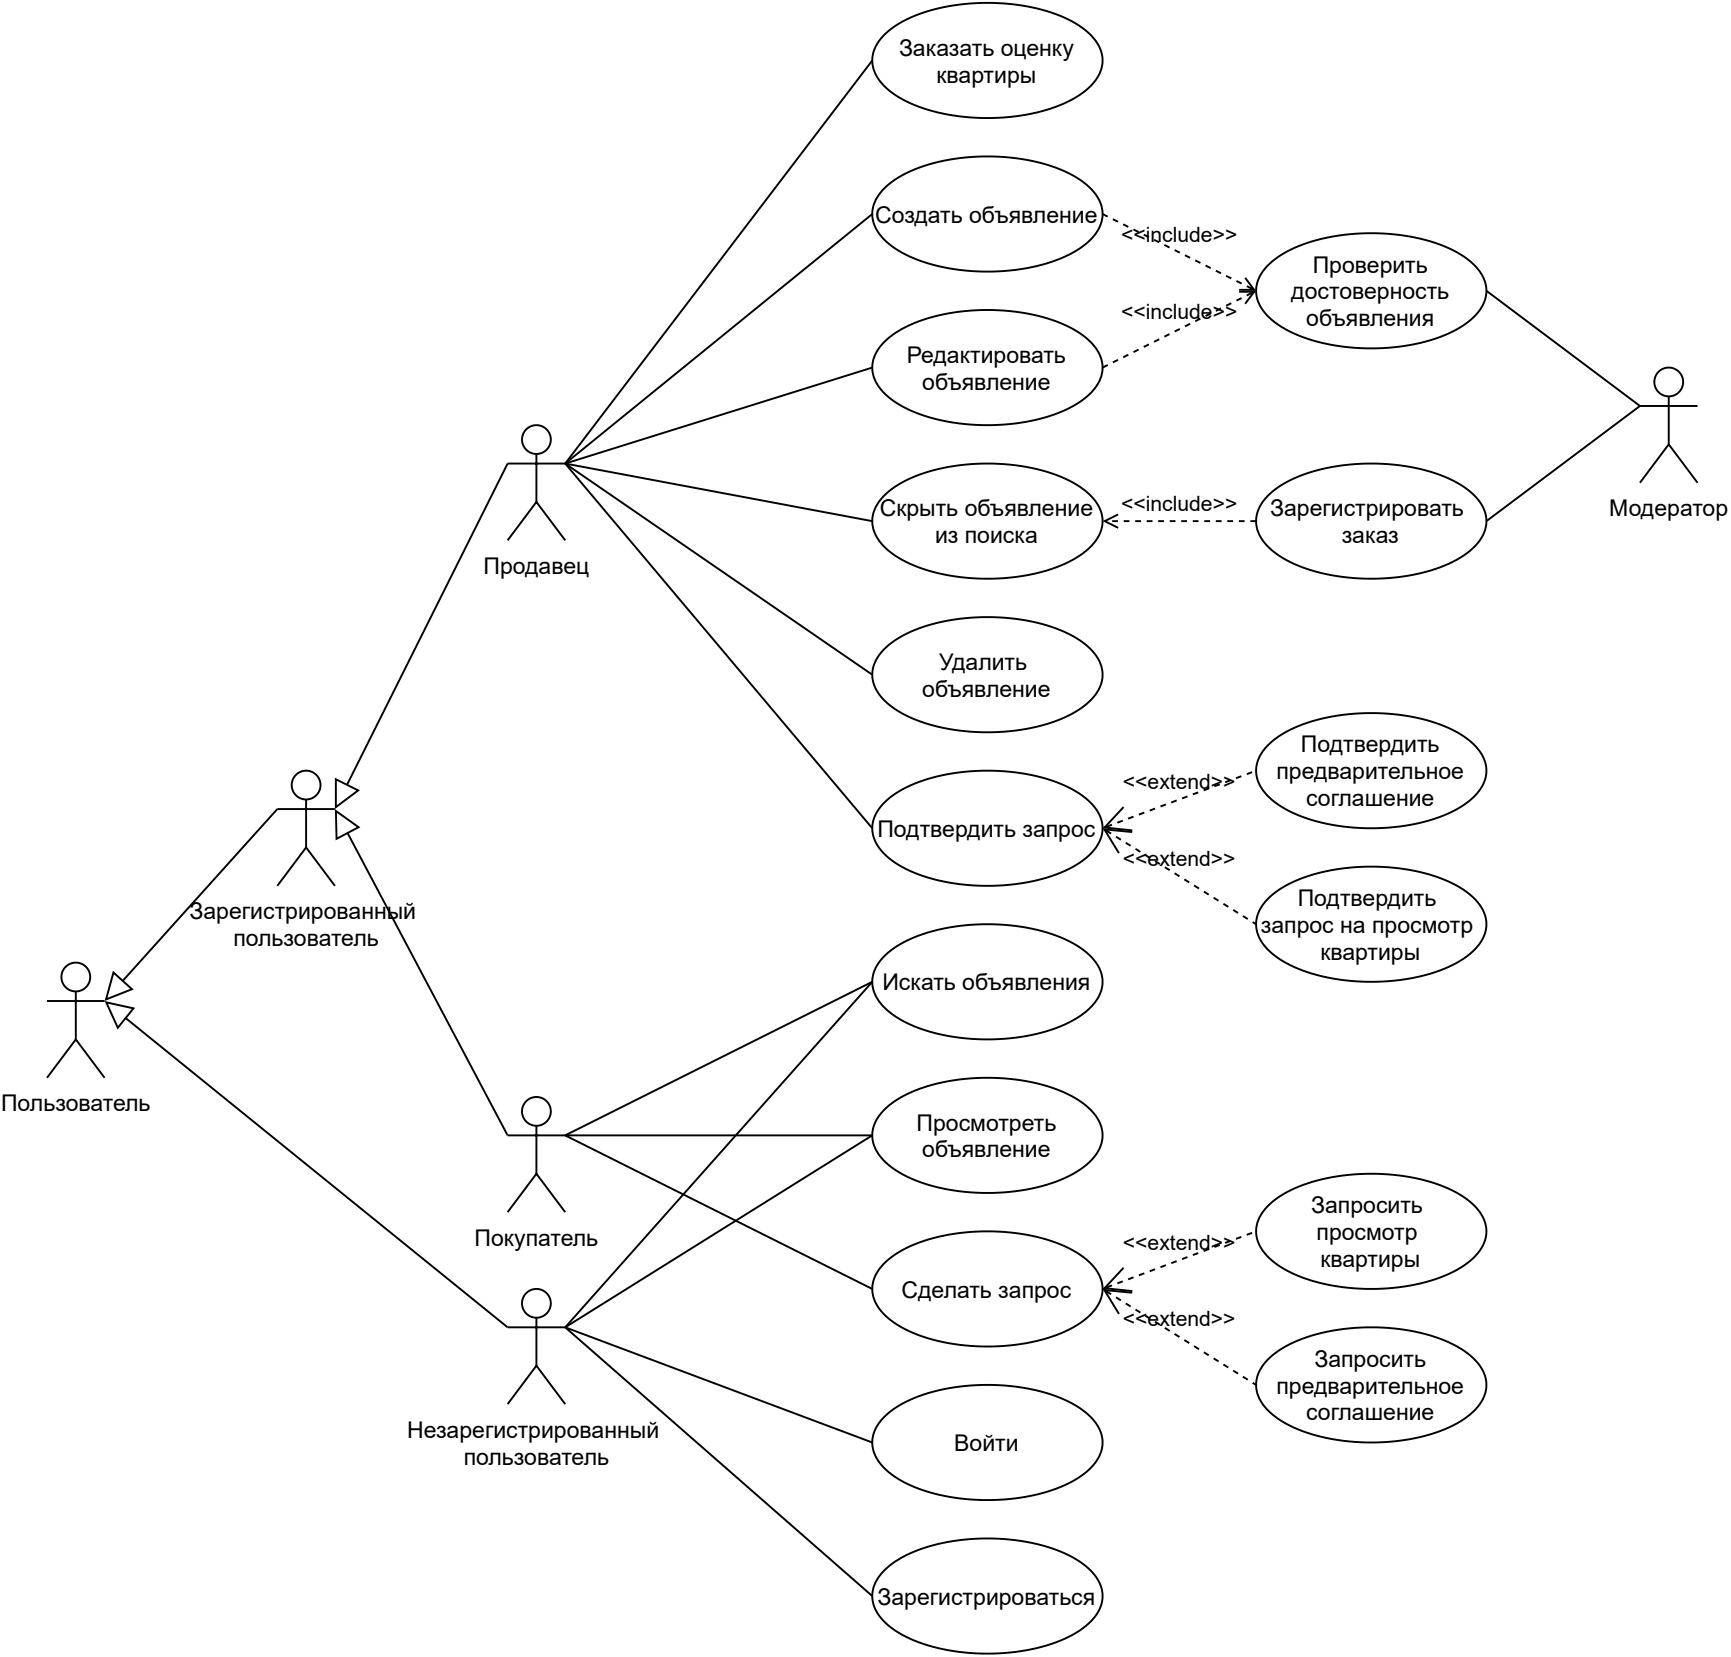 Заказать оценку
квартиры
Создать объявление
<<include>>
Проверить
достоверность
объявления
<<include>>
Редактировать
объявление
Скрыть объявление
из поиска
<<include>>
Зарегистрировать
заказ
Модератор
Продавец
Удалить
объявление
Подтвердить
предварительное
соглашение
<<extend>>
Подтвердить запрос
<<extend>>
Подтвердить
запрос на просмотр
квартиры
Зарегистрированный
пользователь
Искать объявления
Пользователь
Просмотреть
объявление
Покупатель
Запросить
просмотр
квартиры
<<extend>>
Сделать запрос
<<extend>>
Запросить
предварительное
соглашение
Незарегистрированный
пользователь
Войти
Зарегистрироваться